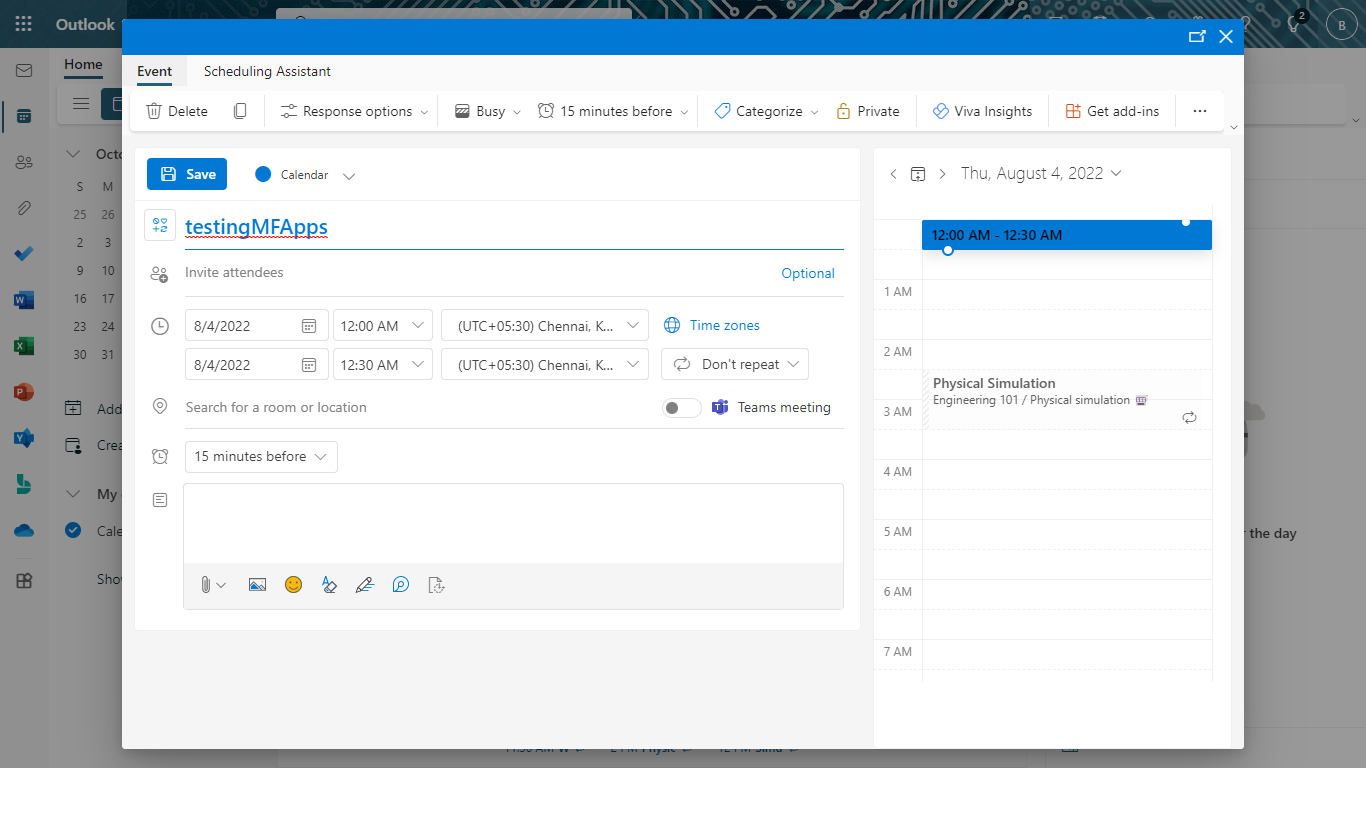 Outlook
2
B
Home
Event
Scheduling Assistant
Delete
Response options
Busy
15 minutes before
Categorize
Private
Viva Insights
Get add-ins
Save
Calendar
testingMFApps
Invite attendees
Optional
8/4/2022
12:00 AM
(UTC+05:30) Chennai, K...
Time zones
8/4/2022
12:30 AM
(UTC+05:30) Chennai, K...
Don't repeat
Search for a room or location
Teams meeting
15 minutes before
Thu, August 4, 2022
12:00 AM - 12:30 AM
1 AM
2 AM
Physical Simulation
Engineering 101 / Physical simulation
3 AM
4 AM
5 AM
6 AM
7 AM
Octo
S M
25 26
2 3
9 10
16 17
23 24
30 31
Add
Crea
My
Cale
Show
the day